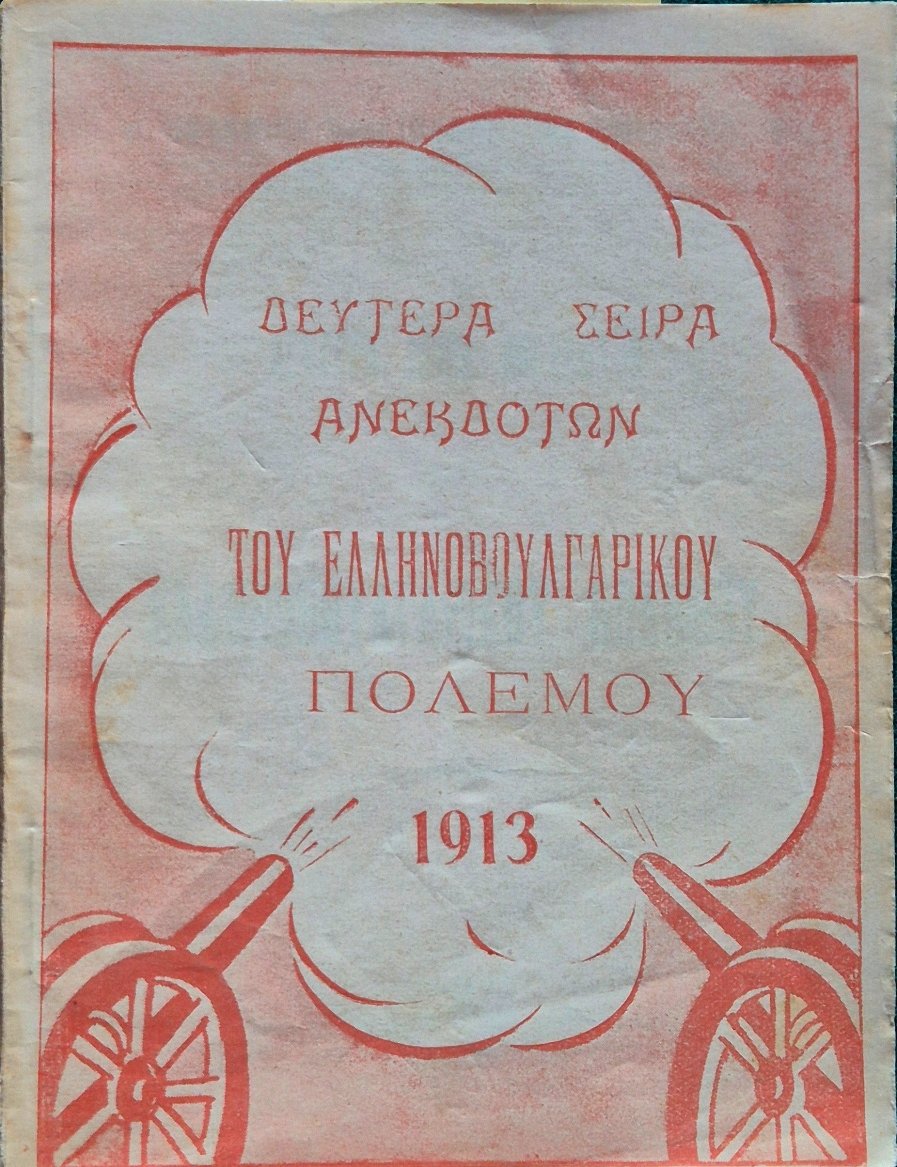 ΔΕΥΤΕΡΑ ΣΕΙΡΑ
ΑΝΕΚΔΟΤΩΝ
ΤΟΥ ΕΛΛΗΝΟΒΟΥΛΓΑΡΙΚΟΥ
ΠΟΛΕΜΟΥ
1913